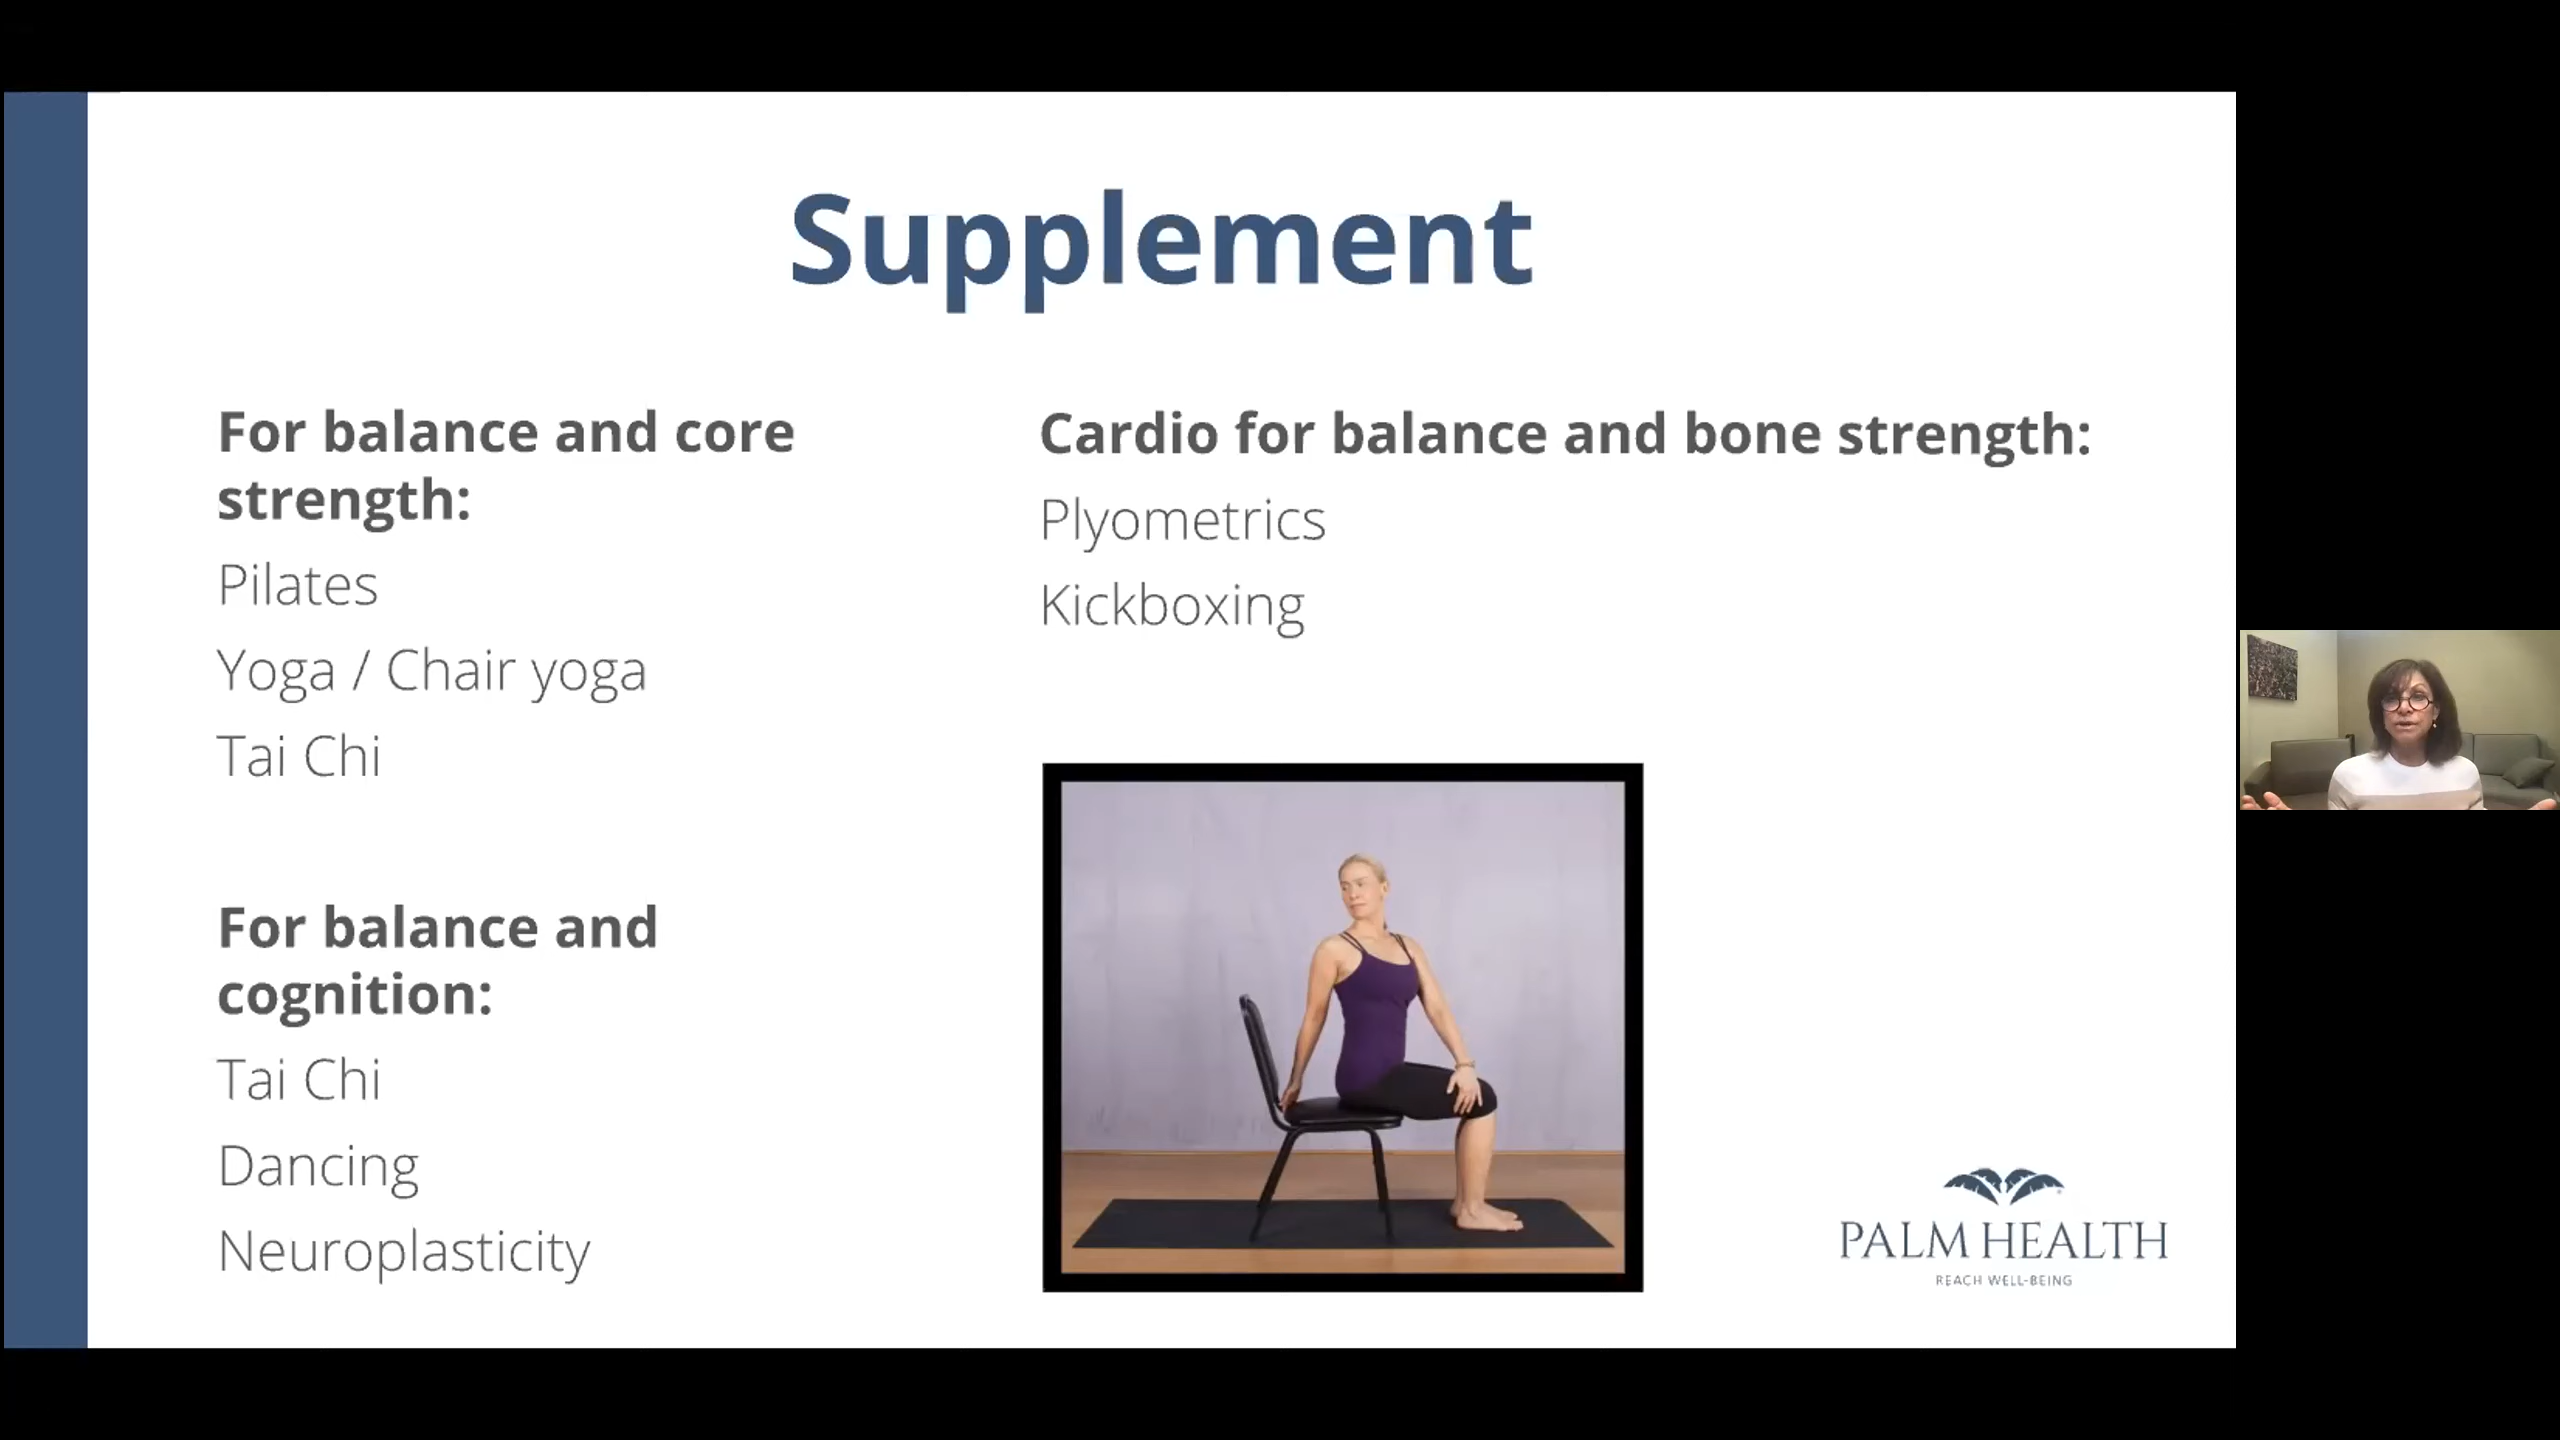 Supplement
For balance and core
strength:
Pilates
Yoga / Chair yoga
Tai Chi
For balance and
cognition:
Tai Chi
Dancing
Neuroplasticity
Cardio for balance and bone strength:
Plyometrics
Kickboxing
PALM HEALTH
REACH WELL-BEING